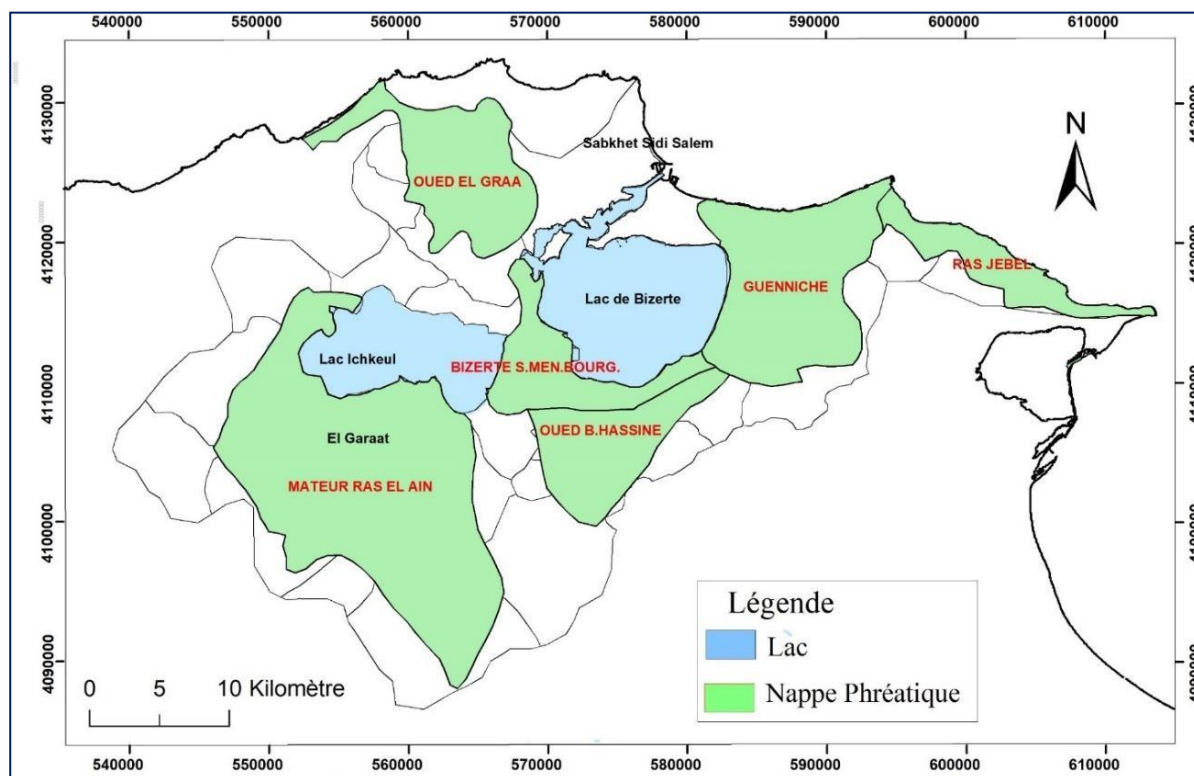 540000 550000 560000 570000 580000 590000 600000 610000
4130000
4120000
4110000
4100000
4090000
N
Sabkhet Sidi Salem
OUED EL GRAA
RAS JEBEL
GUENNICHE
Lac de Bizerte
Lac Ichkeul
BIZERTE S.MEN.BOURG.
OUED B.HASSINE
El Garaat
MATEUR RAS EL AIN
Légende
Lac
Nappe Phréatique
0 5 10 Kilomètre
540000 550000 560000 570000 580000 590000 600000 610000